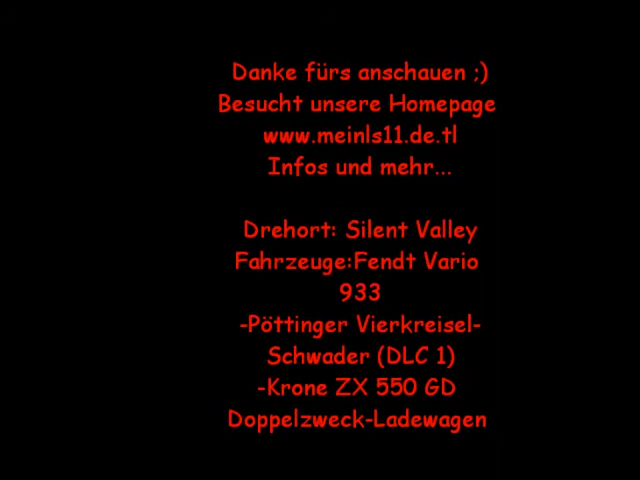 Danke fürs anschauen ;)
Besucht unsere Homepage
www.meinls11.de.tl
Infos und mehr...
Drehort: Silent Valley
Fahrzeuge:Fendt Vario
933
-Pöttinger Vierkreisel-
Schwader (DLC 1)
-Krone ZX 550 GD
Doppelzweck-Ladewagen